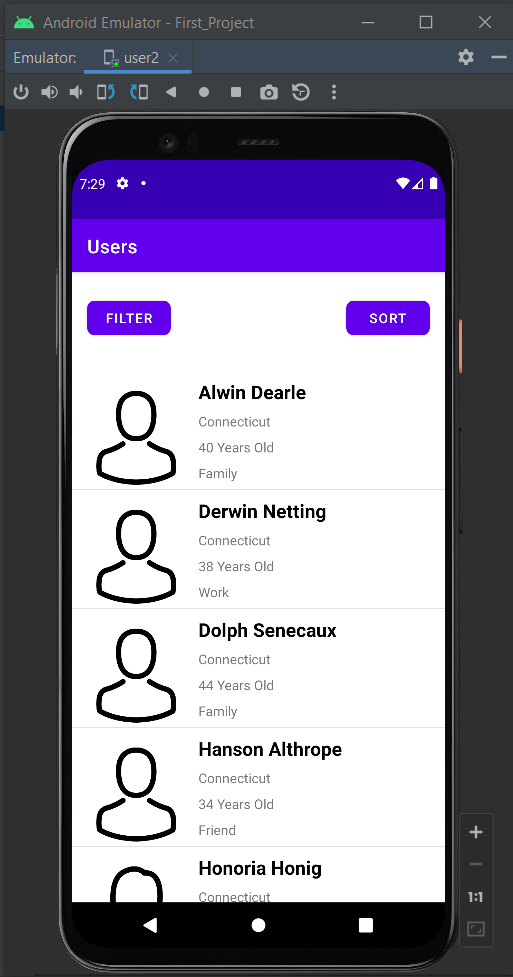 Android Emulator - First_Project
Emulator: user2
7:29
Users
FILTER SORT
Alwin Dearle
Connecticut
40 Years Old
Family
Derwin Netting
Connecticut
38 Years Old
Work
Dolph Senecaux
Connecticut
44 Years Old
Family
Hanson Althrope
Connecticut
34 Years Old
Friend
Honoria Honig
Connecticut
1:1